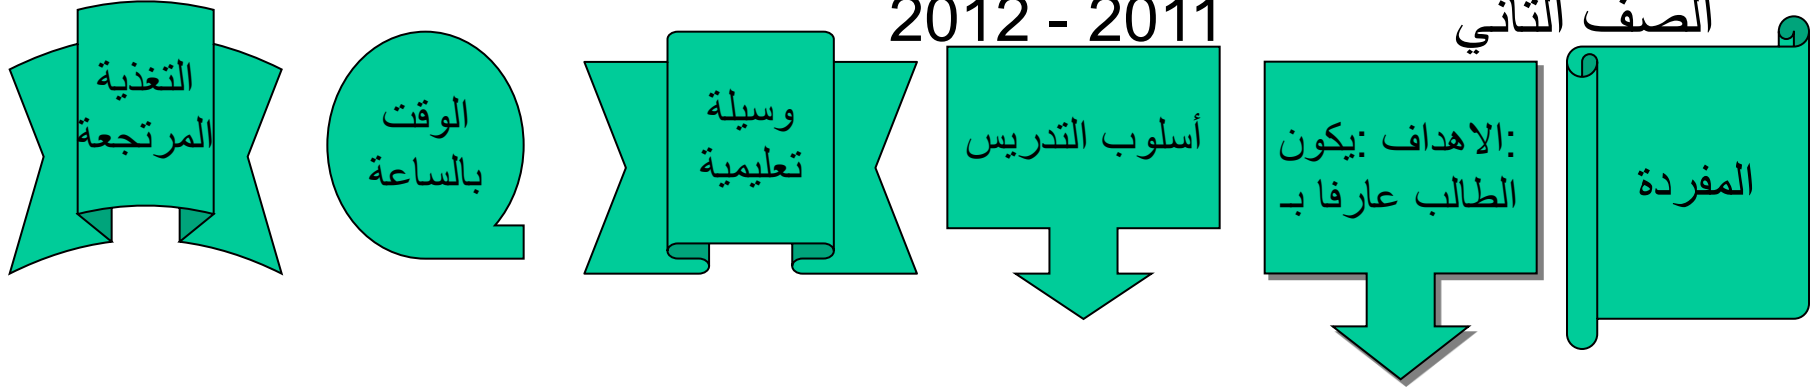 الصف الثاني
2011 - 2012
المفردة
الاهداف :يكون:
الطالب عارفا بـ
أسلوب التدريس
وسيلة
تعليمية
الوقت
بالساعة
التغذية
المرتجعة